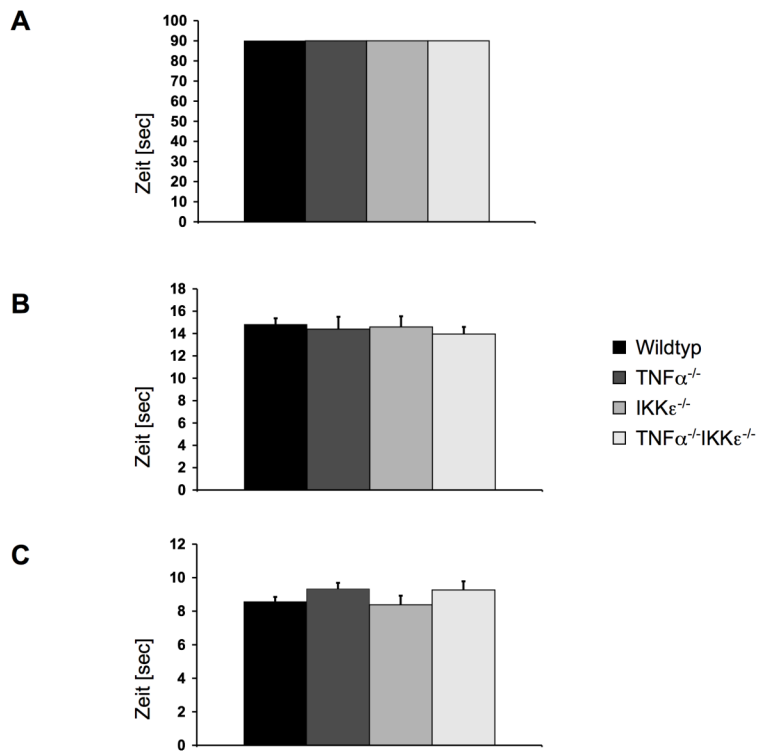 A
Zeit [sec]
100
90
80
70
60
50
40
30
20
10
0
B
Zeit [sec]
18
16
14
12
10
8
6
4
2
0
Wildtyp
TNFα-/-
IKKε-/-
TNFα-/-IKKε-/-
C
Zeit [sec]
12
10
8
6
4
2
0